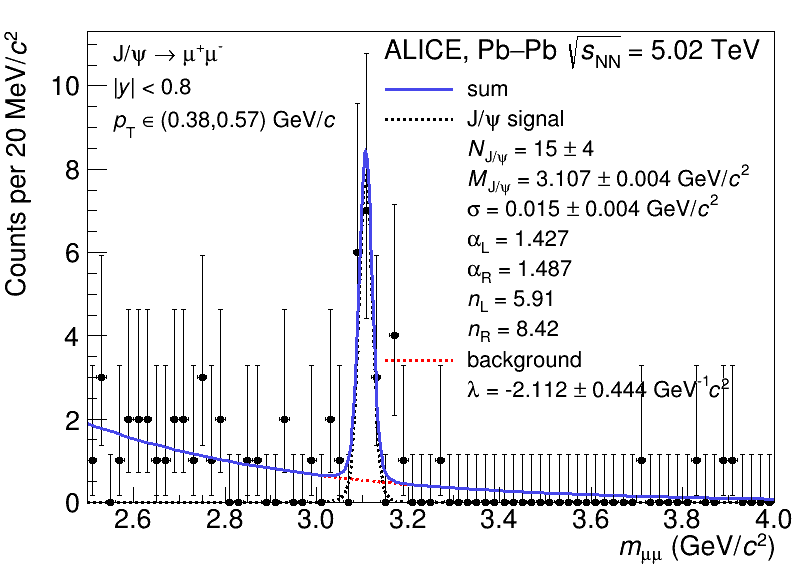 J/ψ → μ⁺μ⁻
|y| < 0.8
p_T ∈ (0.38,0.57) GeV/c
ALICE, Pb–Pb √s_NN = 5.02 TeV
sum
J/ψ signal
N_J/ψ = 15 ± 4
M_J/ψ = 3.107 ± 0.004 GeV/c²
σ = 0.015 ± 0.004 GeV/c²
α_L = 1.427
α_R = 1.487
n_L = 5.91
n_R = 8.42
background
λ = -2.112 ± 0.444 GeV⁻¹c²
Counts per 20 MeV/c²
10
8
6
4
2
0
2.6 2.8 3.0 3.2 3.4 3.6 3.8 4.0
m_μμ (GeV/c²)